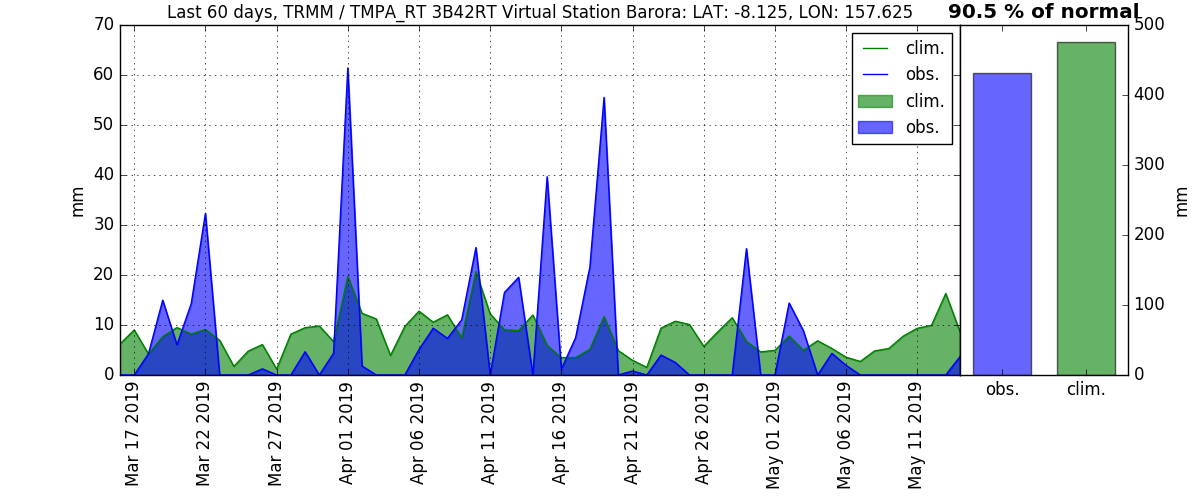 Last 60 days, TRMM / TMPA_RT 3B42RT Virtual Station Barora: LAT: -8.125, LON: 157.625
90.5 % of normal
70
60
50
40
30
20
10
0
mm
clim.
obs.
clim.
obs.
Mar 17 2019
Mar 22 2019
Mar 27 2019
Apr 01 2019
Apr 06 2019
Apr 11 2019
Apr 16 2019
Apr 21 2019
Apr 26 2019
May 01 2019
May 06 2019
May 11 2019
500
400
300
200
100
0
mm
obs.
clim.